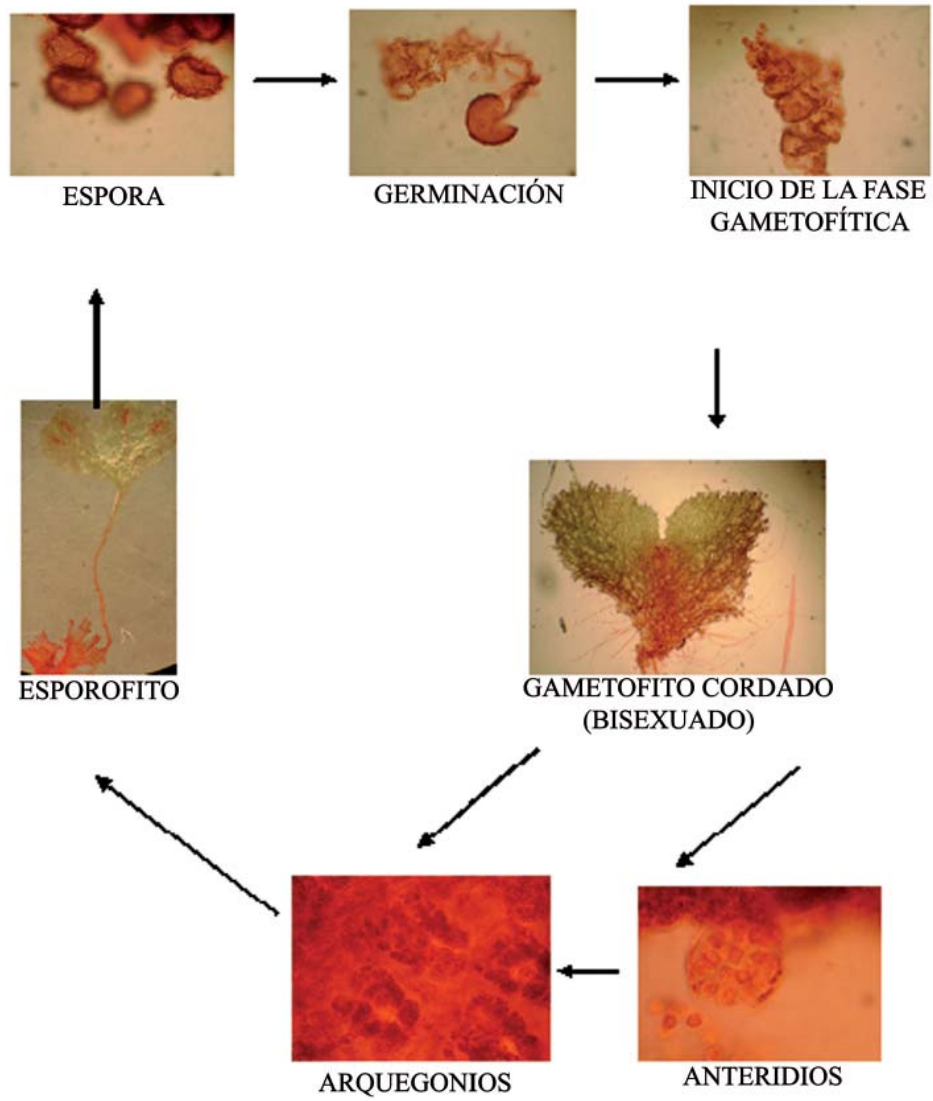 ESPORA
GERMINACIÓN
INICIO DE LA FASE
GAMETOFÍTICA
ESPOROFITO
GAMETOFITO CORDADO
(BISEXUADO)
ARQUEGONIOS
ANTERIDIOS